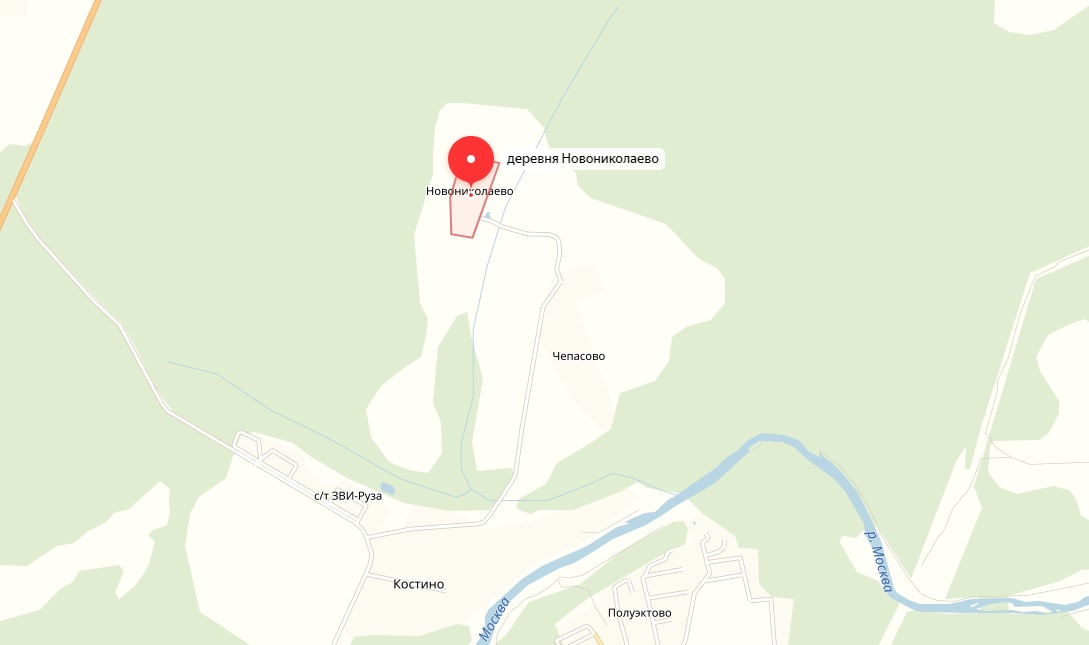 деревня Новониколаево
Новониколаево
Чепасово
с/т ЗВИ-Руза
р. Москва
Костино
Полуэктово
Москва